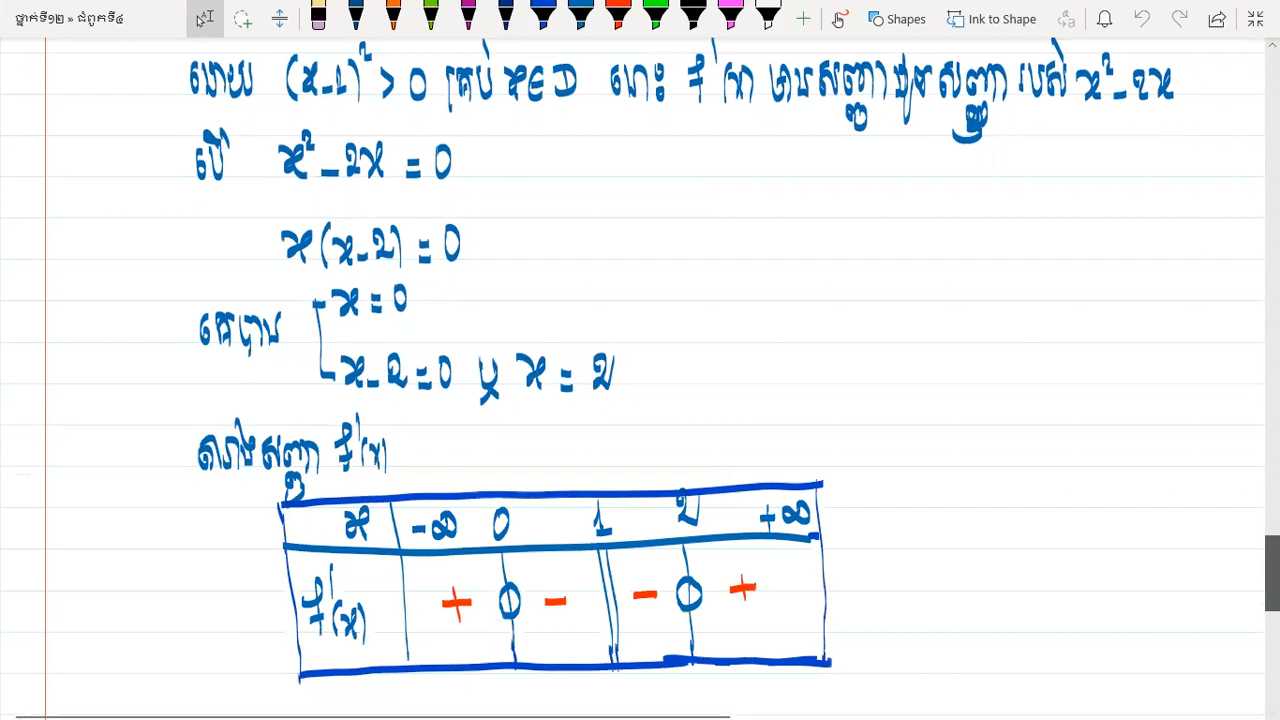 ថ្នាក់ទី១២ » ជំពូកទី៤
Shapes
Ink to Shape
ដោយ (x-1)² > 0 គ្រប់ x∈D នោះ f'(x) មានសញ្ញាដូចសញ្ញា របស់ x²-2x
បើ x²-2x = 0
x(x-2) = 0
គេបាន x = 0
x-2=0 ឬ x = 2
តារាងសញ្ញា f'(x)
x -∞ 0 1 2 +∞
f'(x) + 0 - - 0 +